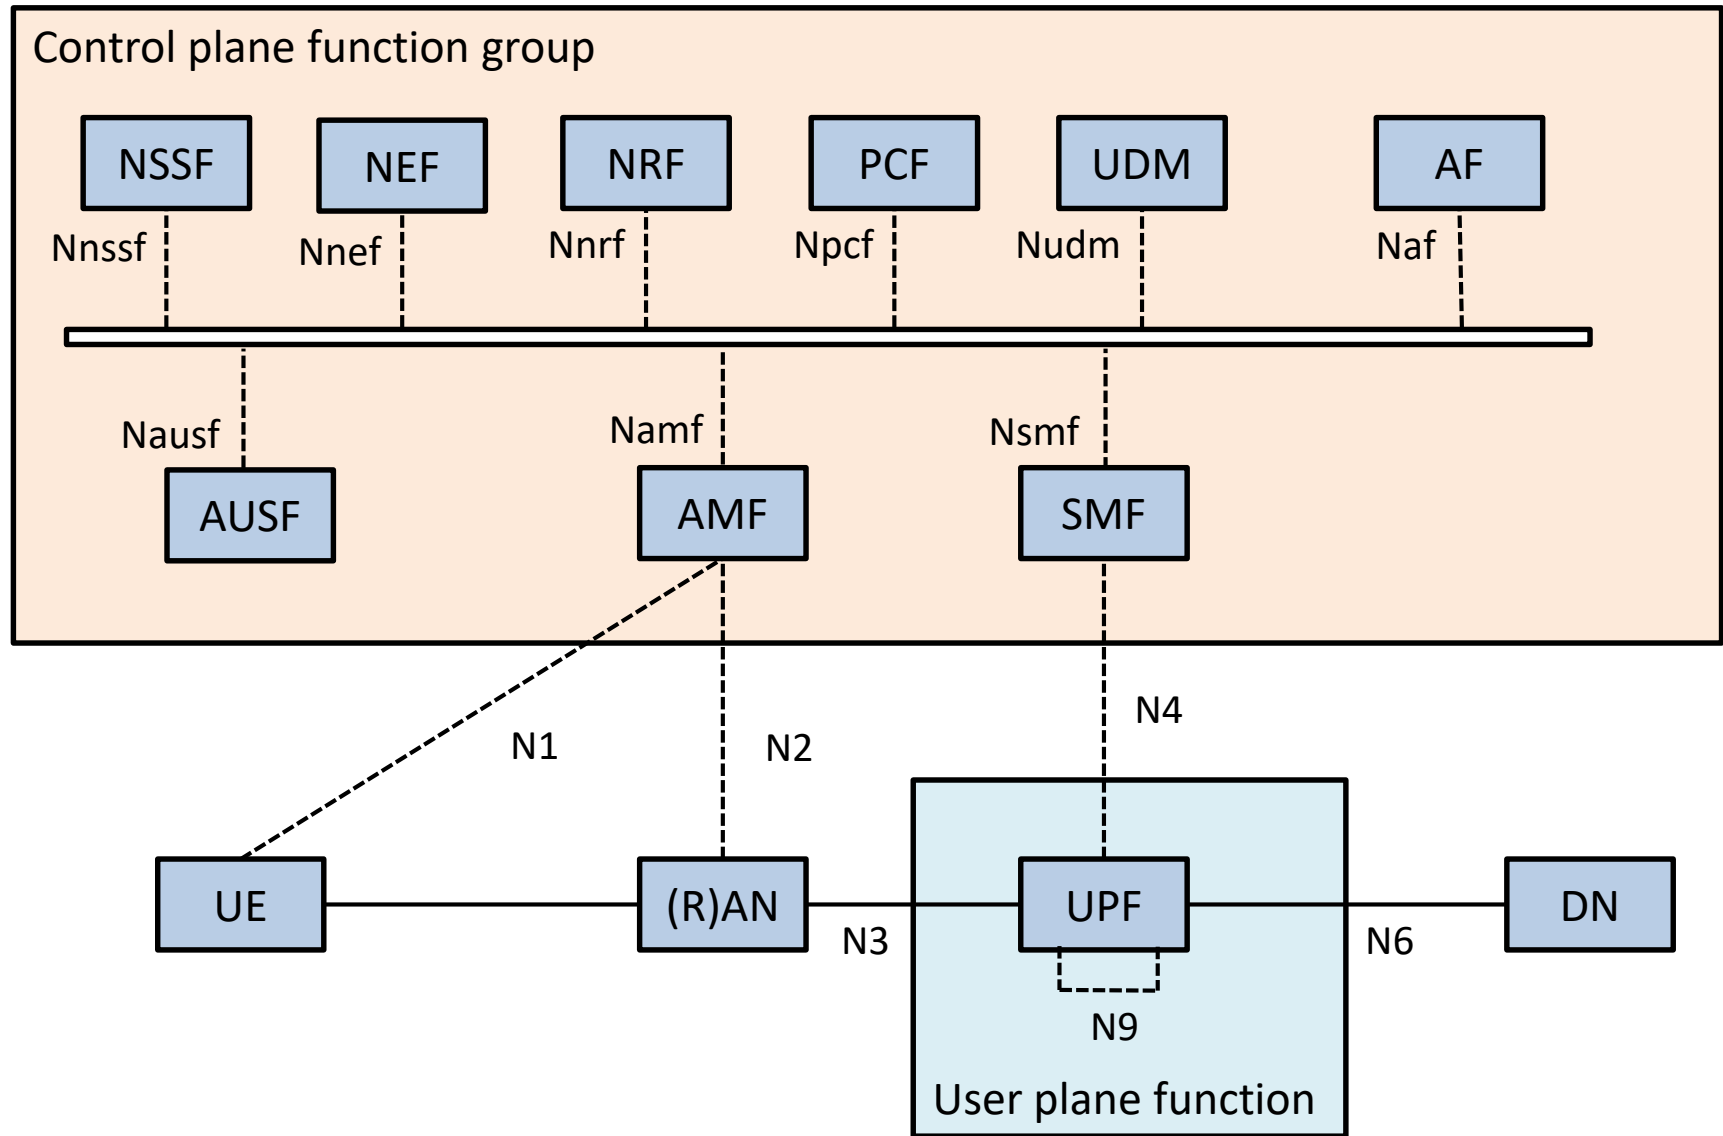 Control plane function group
NSSF
NEF
NRF
PCF
UDM
AF
Nnssf
Nnef
Nnrf
Npcf
Nudm
Naf
Nausf
Namf
Nsmf
AUSF
AMF
SMF
N1
N2
N4
UE
(R)AN
UPF
DN
N3
N6
N9
User plane function